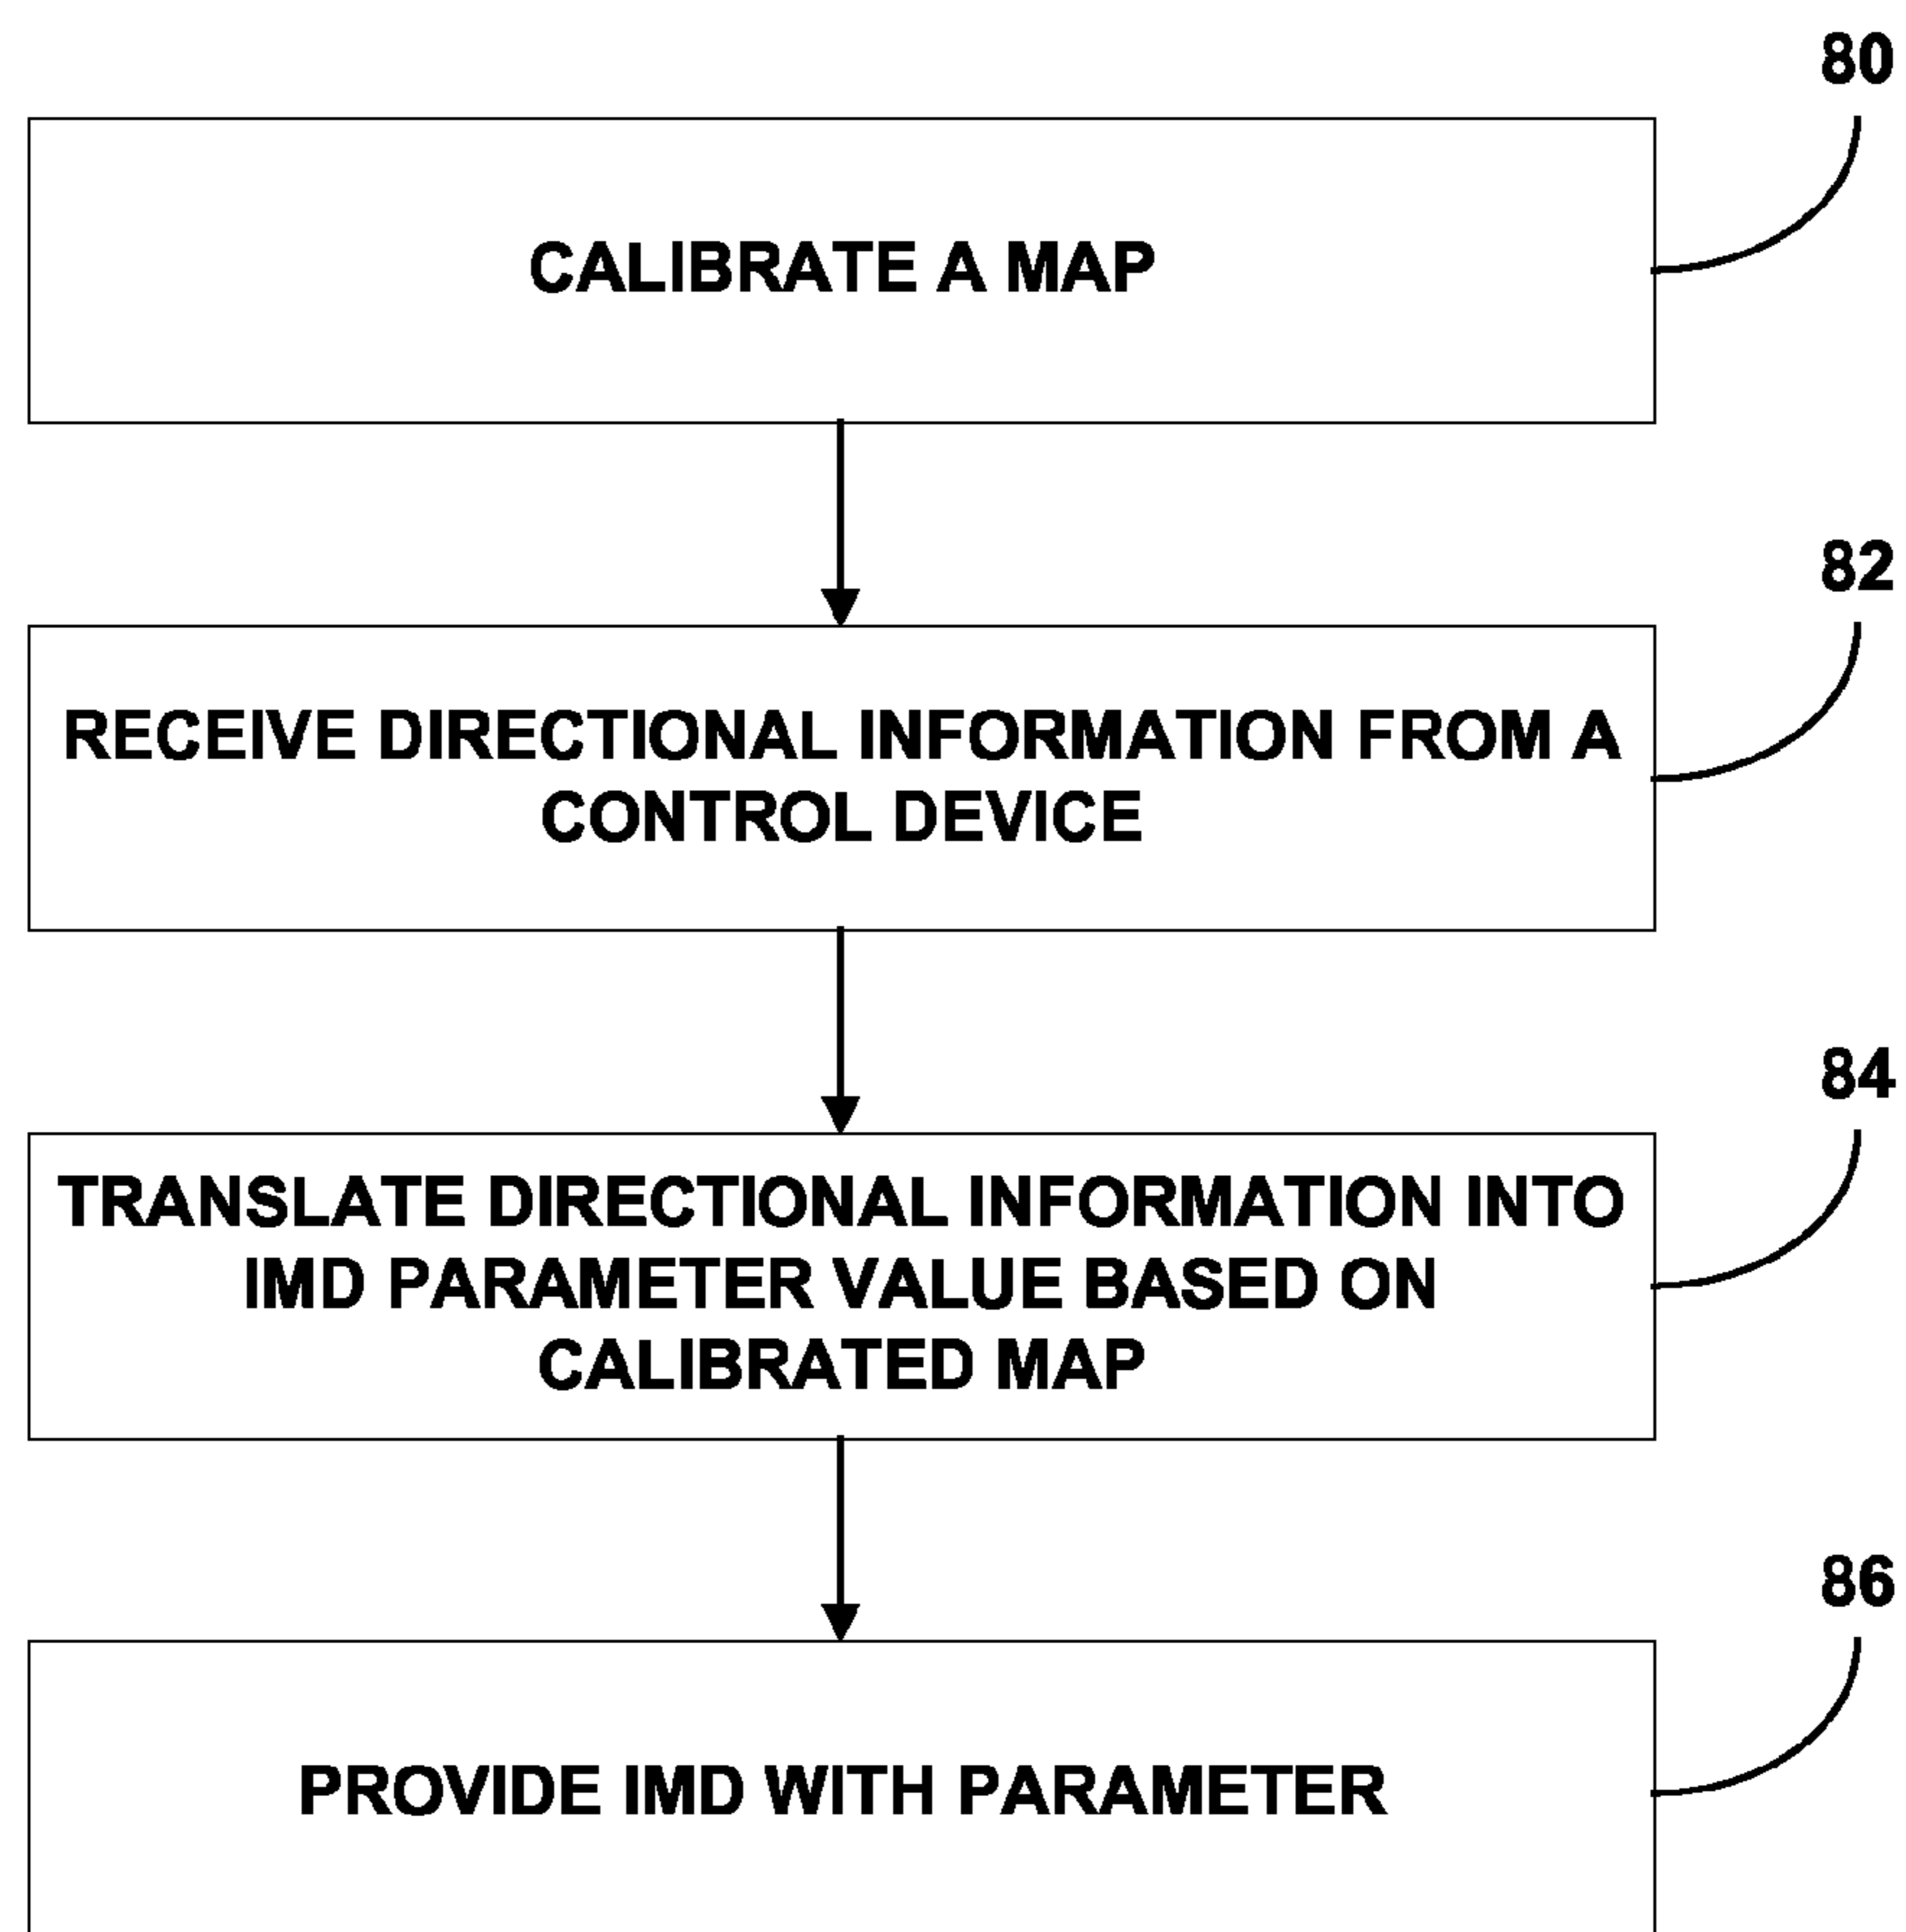 80
CALIBRATE A MAP
82
RECEIVE DIRECTIONAL INFORMATION FROM A
CONTROL DEVICE
84
TRANSLATE DIRECTIONAL INFORMATION INTO
IMD PARAMETER VALUE BASED ON
CALIBRATED MAP
86
PROVIDE IMD WITH PARAMETER